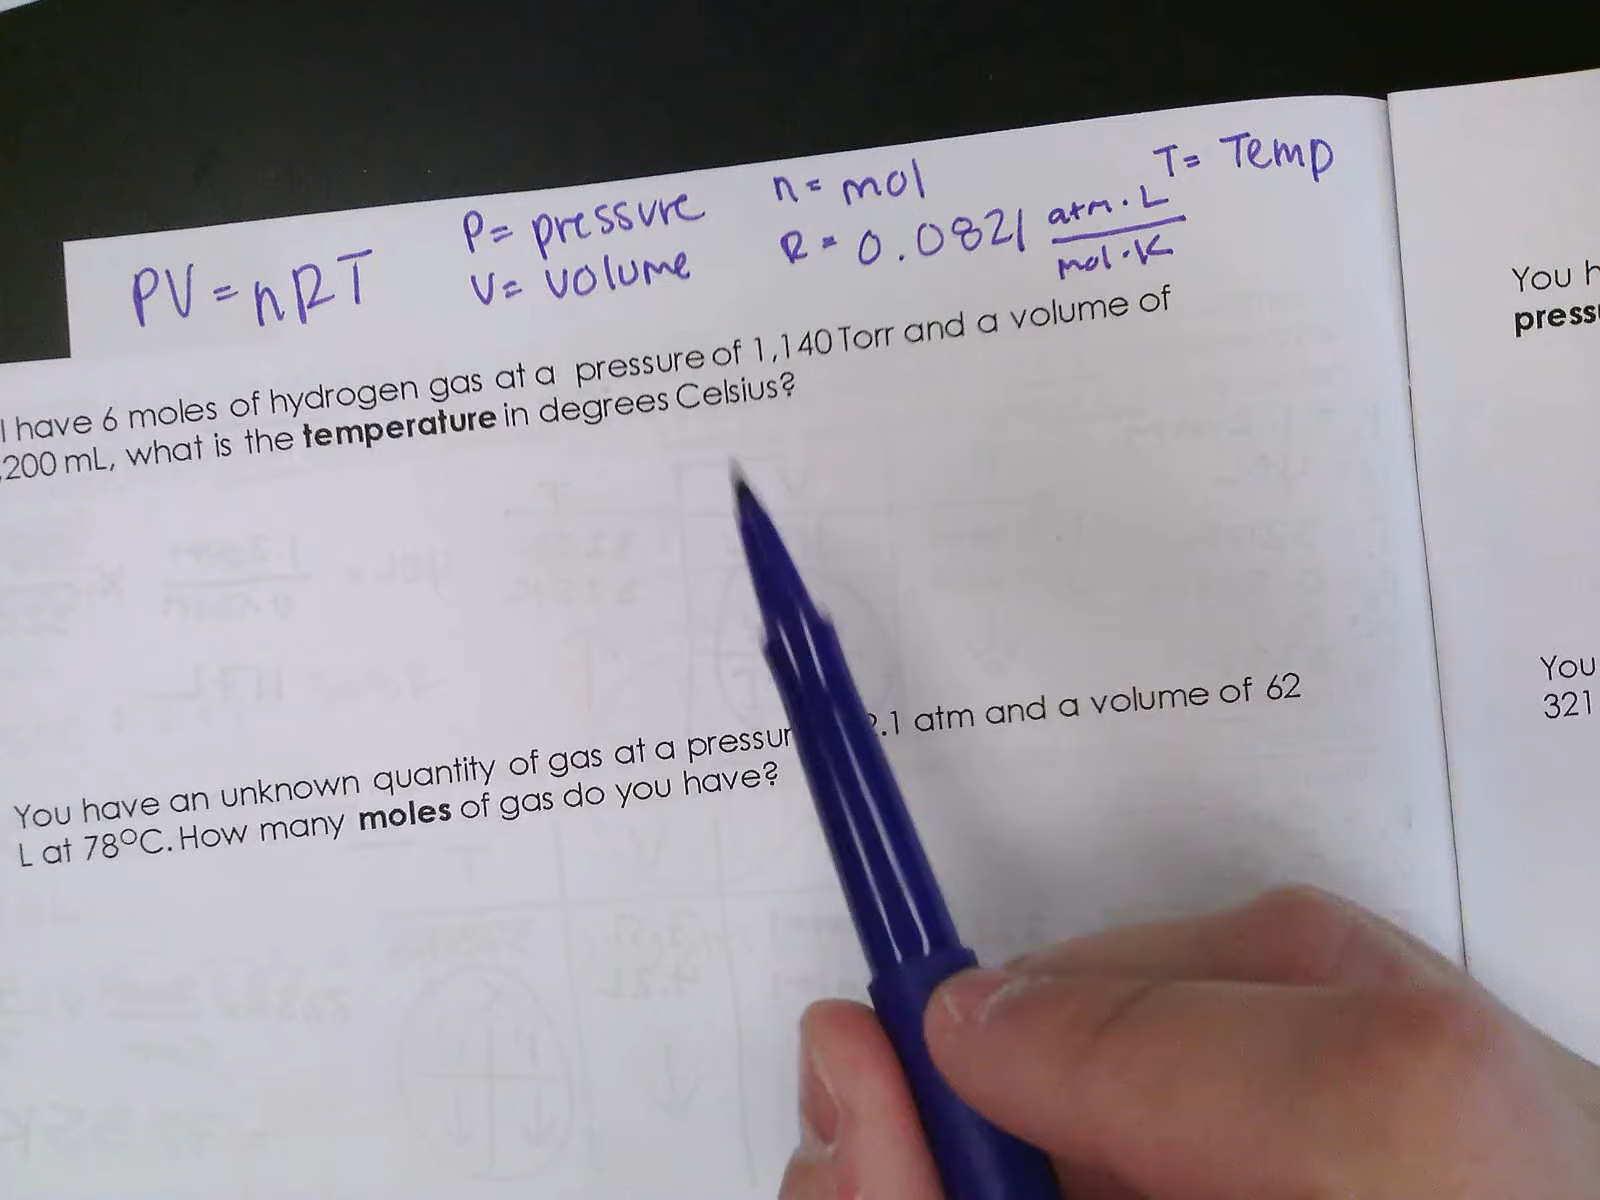 PV = nRT
P = pressure
V = volume
n = mol
R = 0.0821 atm · L / mol · K
T = Temp
I have 6 moles of hydrogen gas at a pressure of 1,140 Torr and a volume of
,200 mL, what is the temperature in degrees Celsius?
You have an unknown quantity of gas at a pressur .1 atm and a volume of 62
L at 78°C. How many moles of gas do you have?
You h
press
You
321